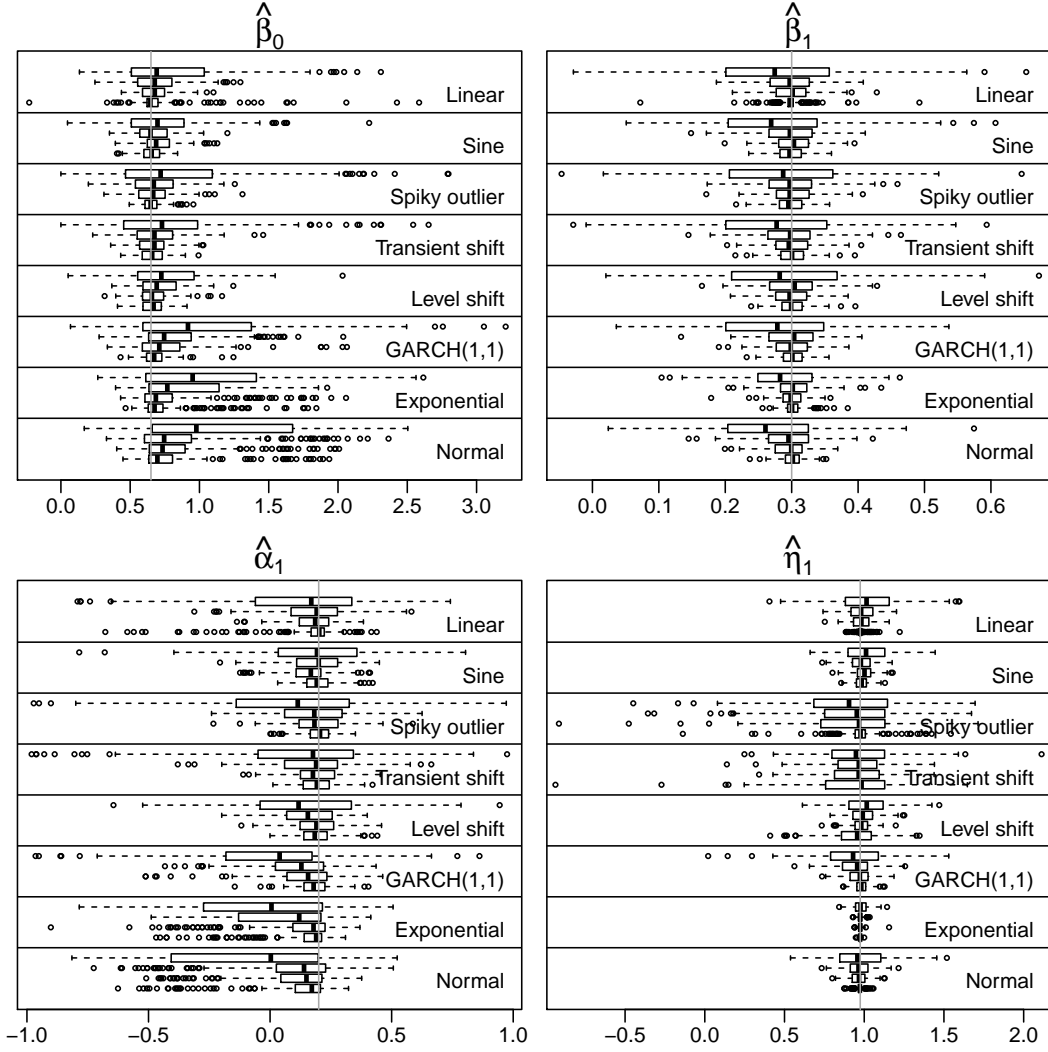 β̂0
Linear
Sine
Spiky outlier
Transient shift
Level shift
GARCH(1,1)
Exponential
Normal
0.0 0.5 1.0 1.5 2.0 2.5 3.0
β̂1
Linear
Sine
Spiky outlier
Transient shift
Level shift
GARCH(1,1)
Exponential
Normal
0.0 0.1 0.2 0.3 0.4 0.5 0.6
α̂1
Linear
Sine
Spiky outlier
Transient shift
Level shift
GARCH(1,1)
Exponential
Normal
−1.0 −0.5 0.0 0.5 1.0
η̂1
Linear
Sine
Spiky outlier
Transient shift
Level shift
GARCH(1,1)
Exponential
Normal
−0.5 0.0 0.5 1.0 1.5 2.0